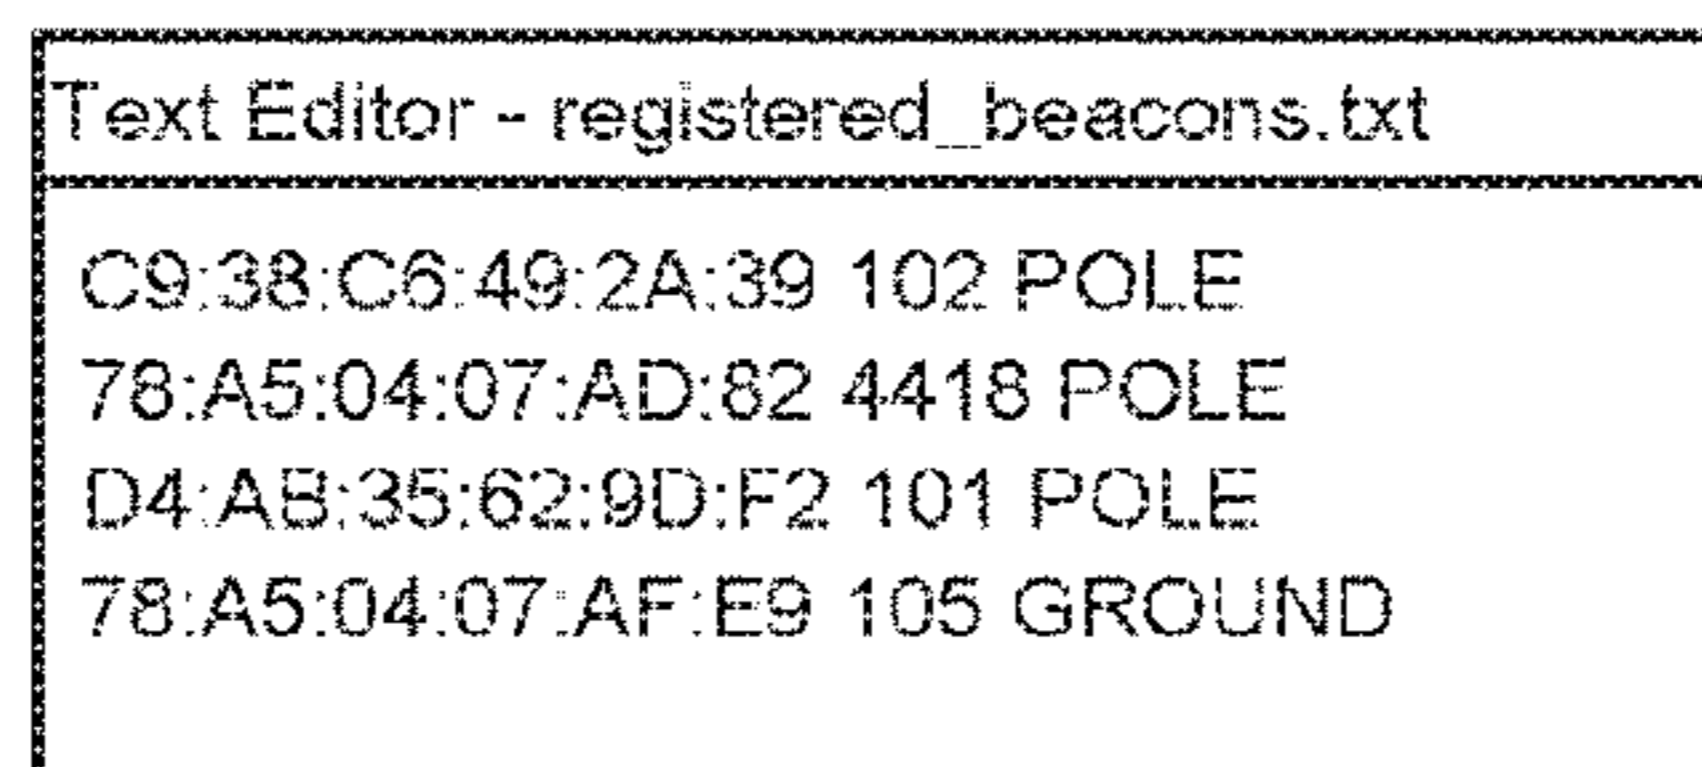 Text Editor - registered_beacons.txt
C9:38:C6:49:2A:39 102 POLE
78:A5:04:07:AD:82 4418 POLE
D4:AB:35:62:9D:F2 101 POLE
78:A5:04:07:AF:E9 105 GROUND